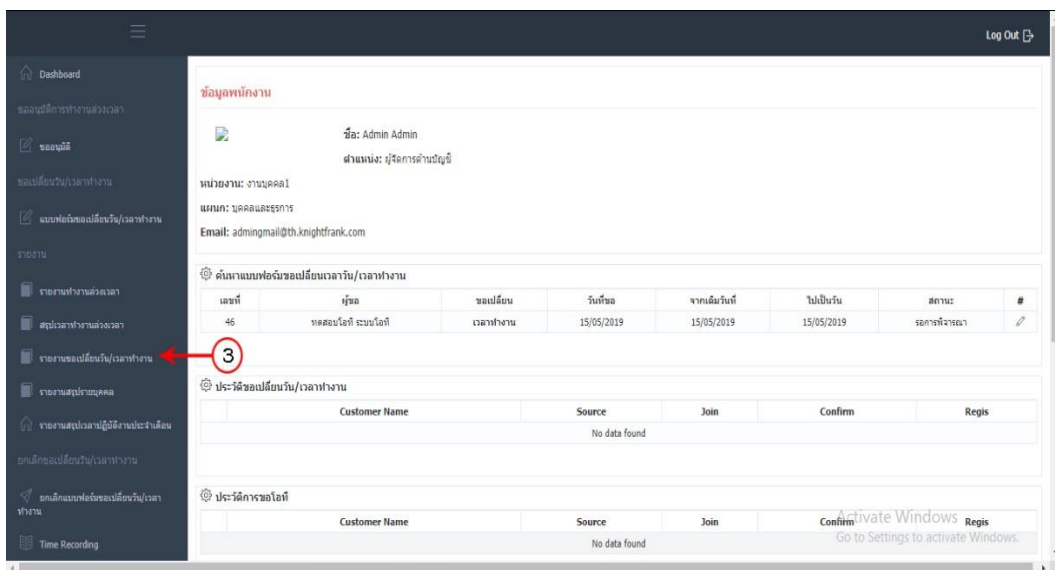 Log Out
Dashboard
ขออนุมัติการทำงานล่วงเวลา
ขออนุมัติ
ขอเปลี่ยนวัน/เวลาทำงาน
แบบฟอร์มขอเปลี่ยนวัน/เวลาทำงาน
รายงาน
รายงานทำงานล่วงเวลา
สรุปเวลาทำงานล่วงเวลา
รายงานขอเปลี่ยนวัน/เวลาทำงาน
3
รายงานสรุปรายบุคคล
รายงานสรุปเวลาปฏิบัติงานประจำเดือน
ยกเลิกขอเปลี่ยนวัน/เวลาทำงาน
ยกเลิกแบบฟอร์มขอเปลี่ยนวัน/เวลา
ทำงาน
Time Recording
ข้อมูลพนักงาน
ชื่อ: Admin Admin
ตำแหน่ง: ผู้จัดการด้านบัญชี
หน่วยงาน: งานบุคคล1
แผนก: บุคคลและธุรการ
Email: admingmail@th.knightfrank.com
ค้นหาแบบฟอร์มขอเปลี่ยนเวลาวัน/เวลาทำงาน
เลขที่ ผู้ขอ ขอเปลี่ยน วันที่ขอ จากเดิมวันที่ ไปเป็นวัน สถานะ #
46 ทดสอบโอที ระบบโอที เวลาทำงาน 15/05/2019 15/05/2019 15/05/2019 รอการพิจารณา
ประวัติขอเปลี่ยนวัน/เวลาทำงาน
Customer Name Source Join Confirm Regis
No data found
ประวัติการขอโอที
Customer Name Source Join Confirm Regis
No data found
Activate Windows
Go to Settings to activate Windows.